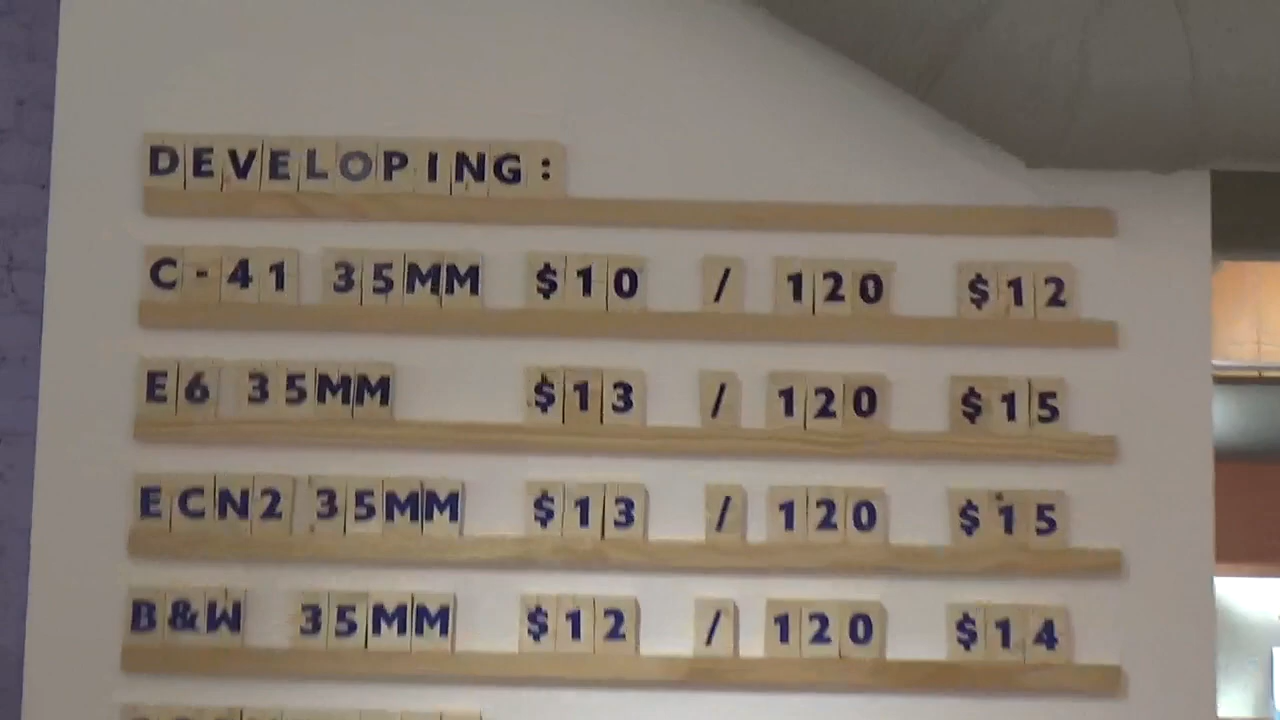 DEVELOPING:
C-41 35MM $10 / 120 $12
E6 35MM $13 / 120 $15
ECN2 35MM $13 / 120 $15
B&W 35MM $12 / 120 $14